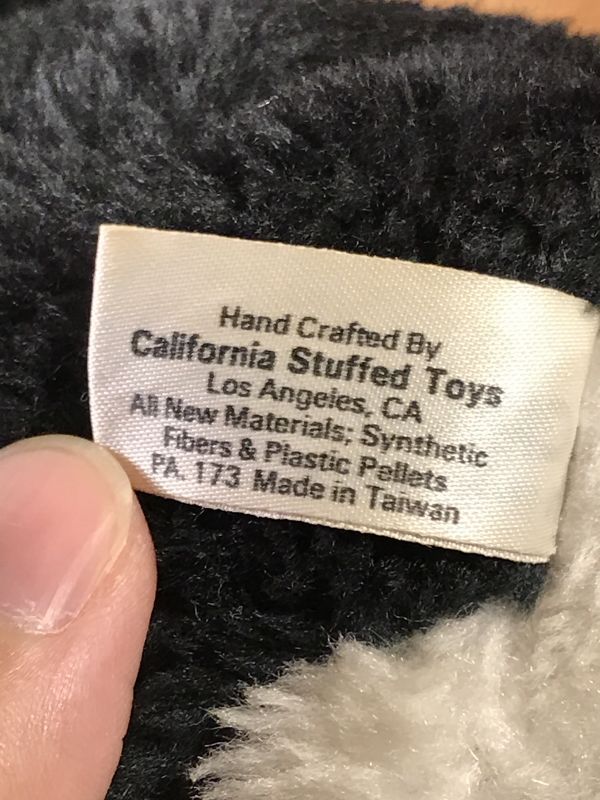 Hand Crafted By
California Stuffed Toys
Los Angeles, CA
All New Materials; Synthetic
Fibers & Plastic Pellets
PA. 173 Made in Taiwan